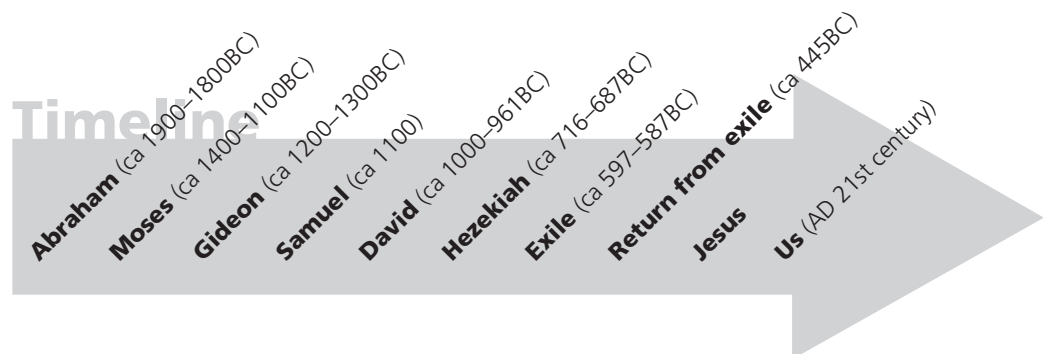 Timeline
Abraham (ca 1900–1800BC)
Moses (ca 1400–1100BC)
Gideon (ca 1200–1300BC)
Samuel (ca 1100)
David (ca 1000–961BC)
Hezekiah (ca 716–687BC)
Exile (ca 597–587BC)
Return from exile (ca 445BC)
Jesus
Us (AD 21st century)